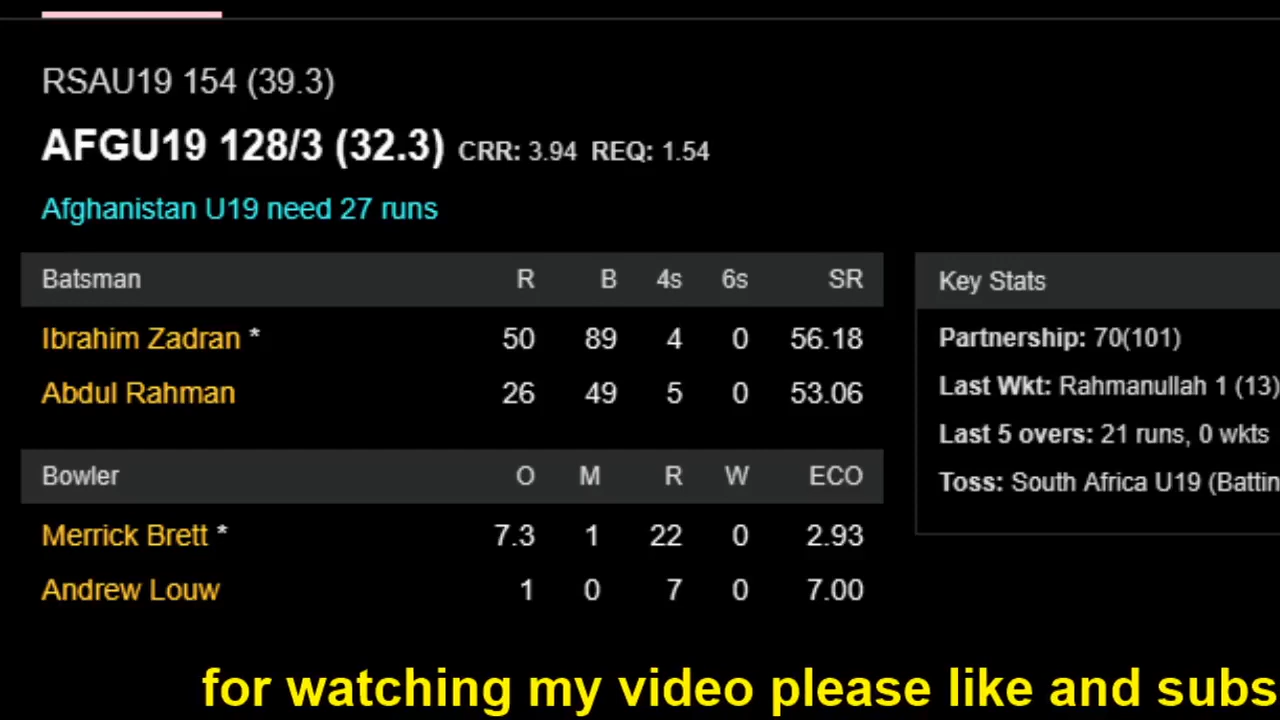 RSAU19 154 (39.3)
AFGU19 128/3 (32.3) CRR: 3.94 REQ: 1.54
Afghanistan U19 need 27 runs
Batsman R B 4s 6s SR
Ibrahim Zadran * 50 89 4 0 56.18
Abdul Rahman 26 49 5 0 53.06
Bowler O M R W ECO
Merrick Brett * 7.3 1 22 0 2.93
Andrew Louw 1 0 7 0 7.00
Key Stats
Partnership: 70(101)
Last Wkt: Rahmanullah 1 (13)
Last 5 overs: 21 runs, 0 wkts
Toss: South Africa U19 (Battin
for watching my video please like and subs